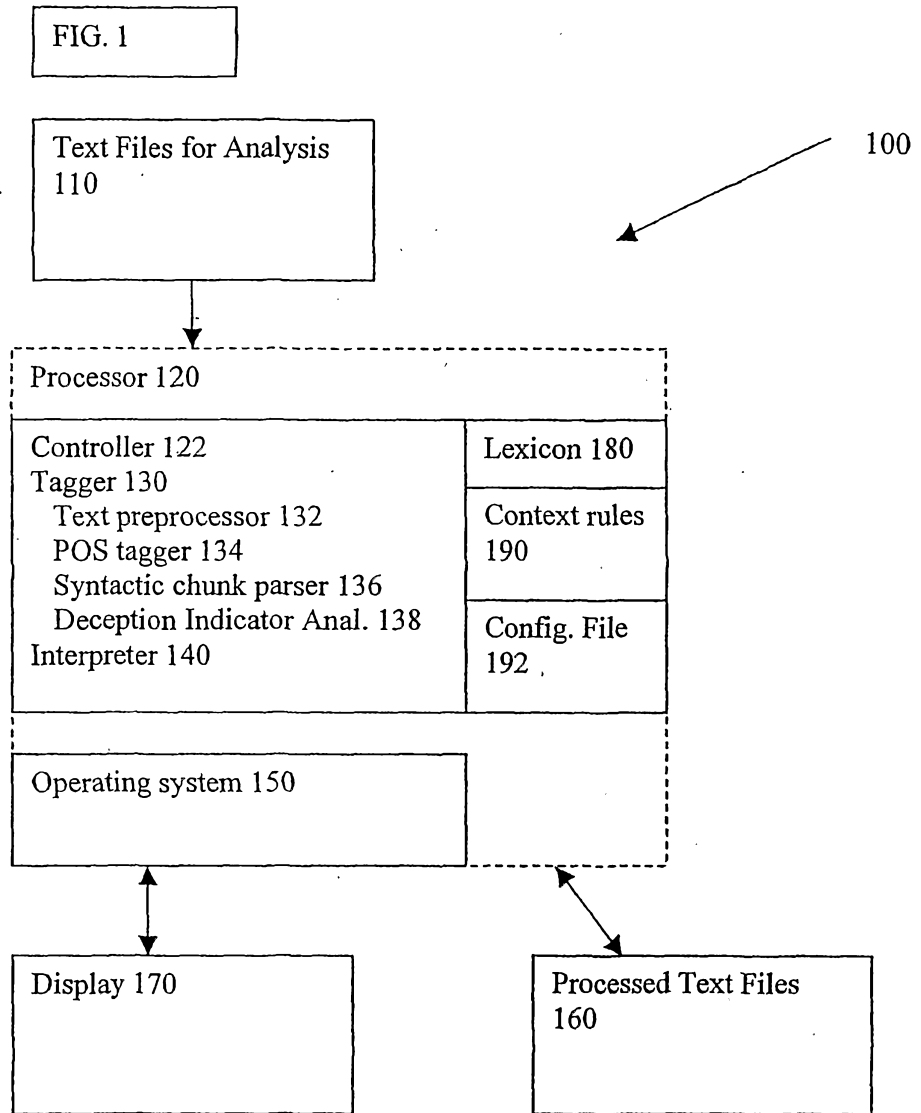 FIG. 1
Text Files for Analysis
110
100
Processor 120
Controller 122
Tagger 130
Text preprocessor 132
POS tagger 134
Syntactic chunk parser 136
Deception Indicator Anal. 138
Interpreter 140
Lexicon 180
Context rules
190
Config. File
192
Operating system 150
Display 170
Processed Text Files
160